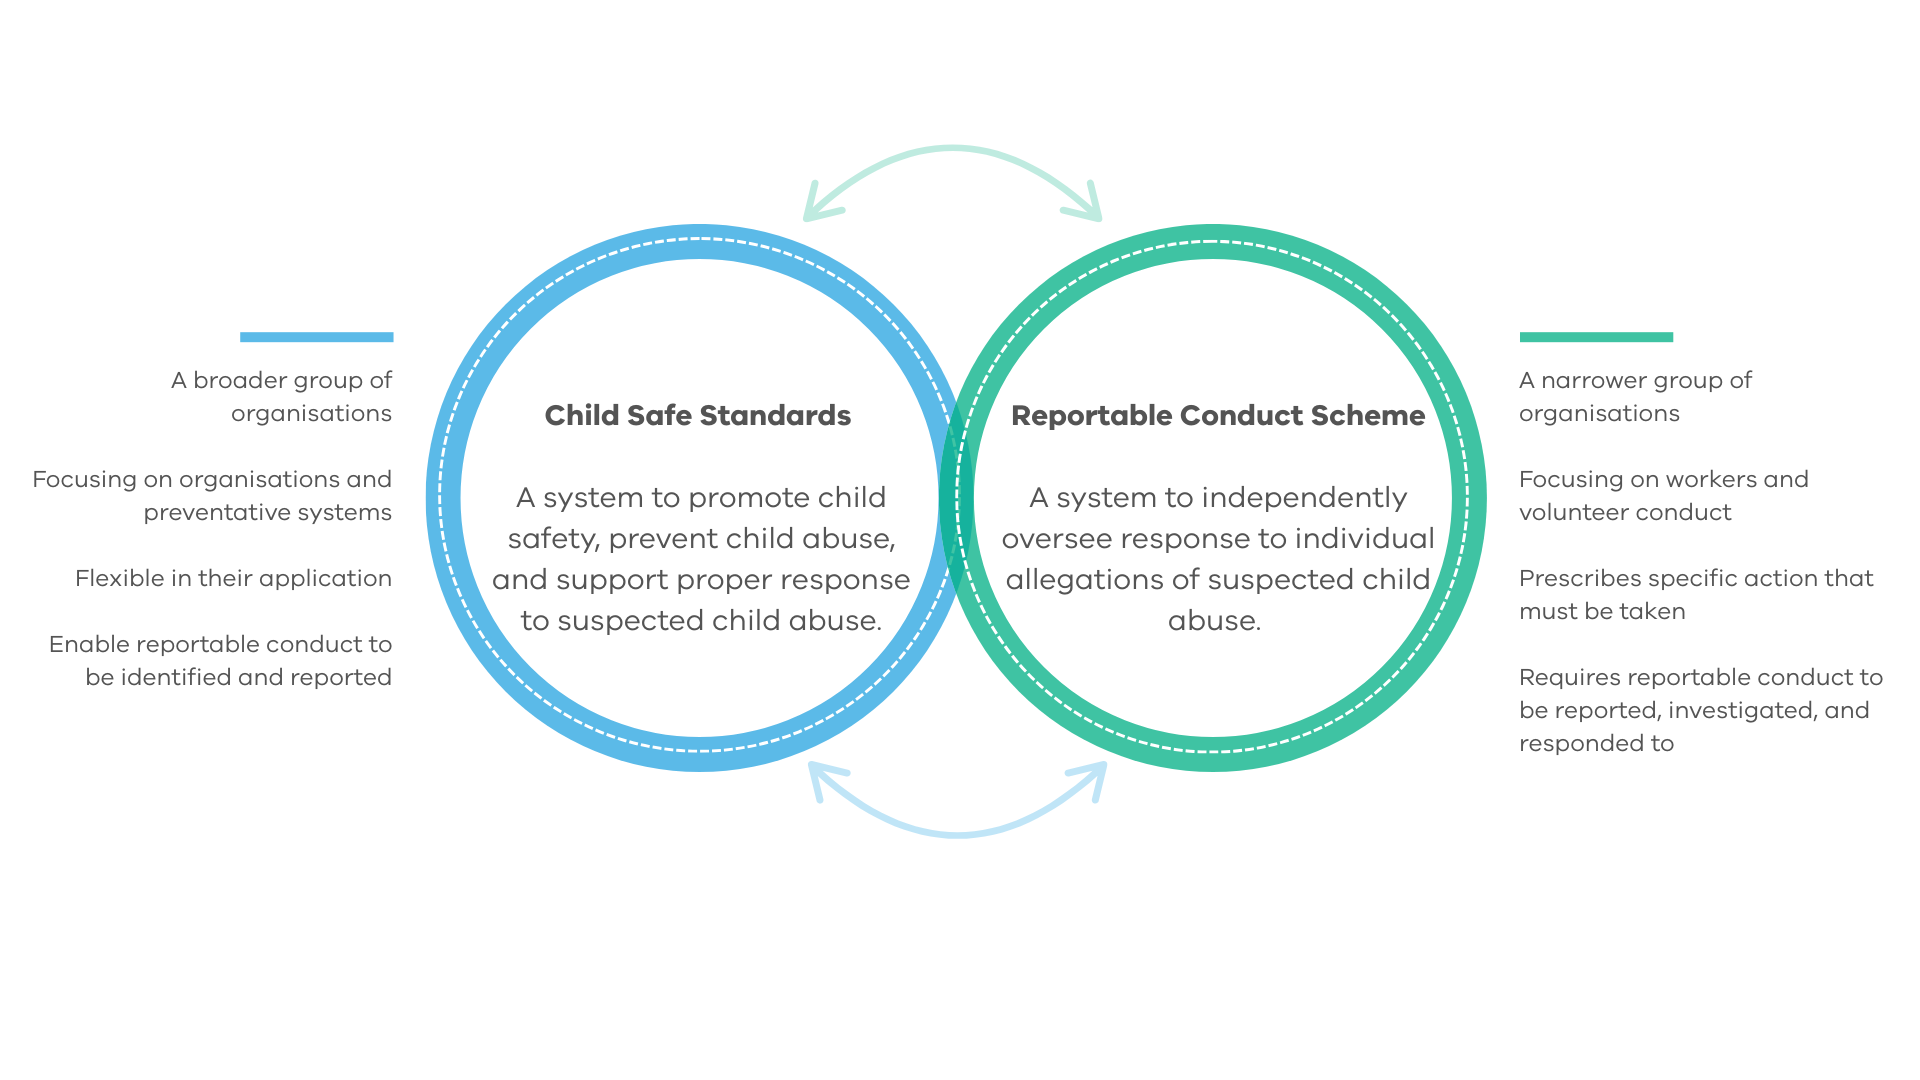 A broader group of
organisations
Focusing on organisations and
preventative systems
Flexible in their application
Enable reportable conduct to
be identified and reported
Child Safe Standards
A system to promote child
safety, prevent child abuse,
and support proper response
to suspected child abuse.
Reportable Conduct Scheme
A system to independently
oversee response to individual
allegations of suspected child
abuse.
A narrower group of
organisations
Focusing on workers and
volunteer conduct
Prescribes specific action that
must be taken
Requires reportable conduct to
be reported, investigated, and
responded to